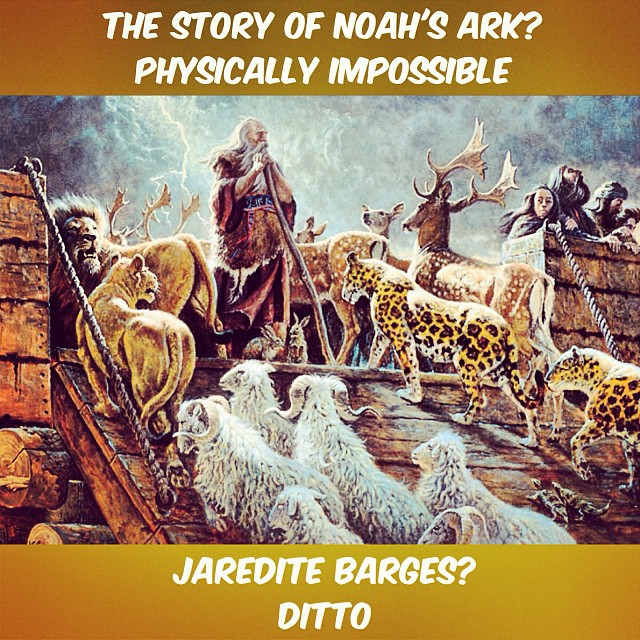 THE STORY OF NOAH'S ARK?
PHYSICALLY IMPOSSIBLE
JAREDITE BARGES?
DITTO